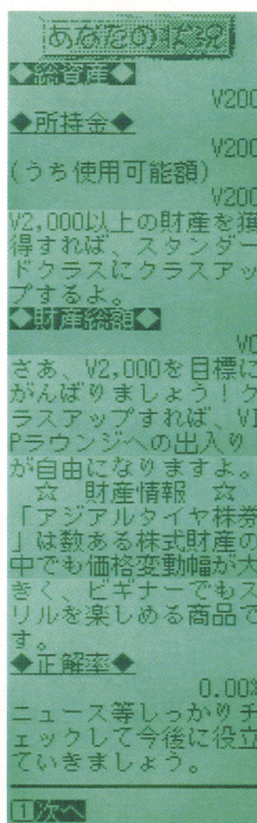 あなたの状況
◆総資産◆
V200
◆所持金◆
V200
(うち使用可能額)
V200
V2,000以上の財産を獲
得すれば、スタンダー
ドクラスにクラスアッ
プするよ。
◆財産総額◆
V0
さあ、V2,000を目標に
がんばりましょう!ク
ラスアップすれば、VI
Pラウンジへの出入り
が自由になりますよ。
☆ 財産情報 ☆
「アジアルタイヤ株券
」は数ある株式財産の
中でも価格変動幅が大
きく、ビギナーでもス
リルを楽しめる商品で
す。
◆正解率◆
0.00%
ニュース等しっかりチ
ェックして今後に役立
ていきましょう。
1次へ